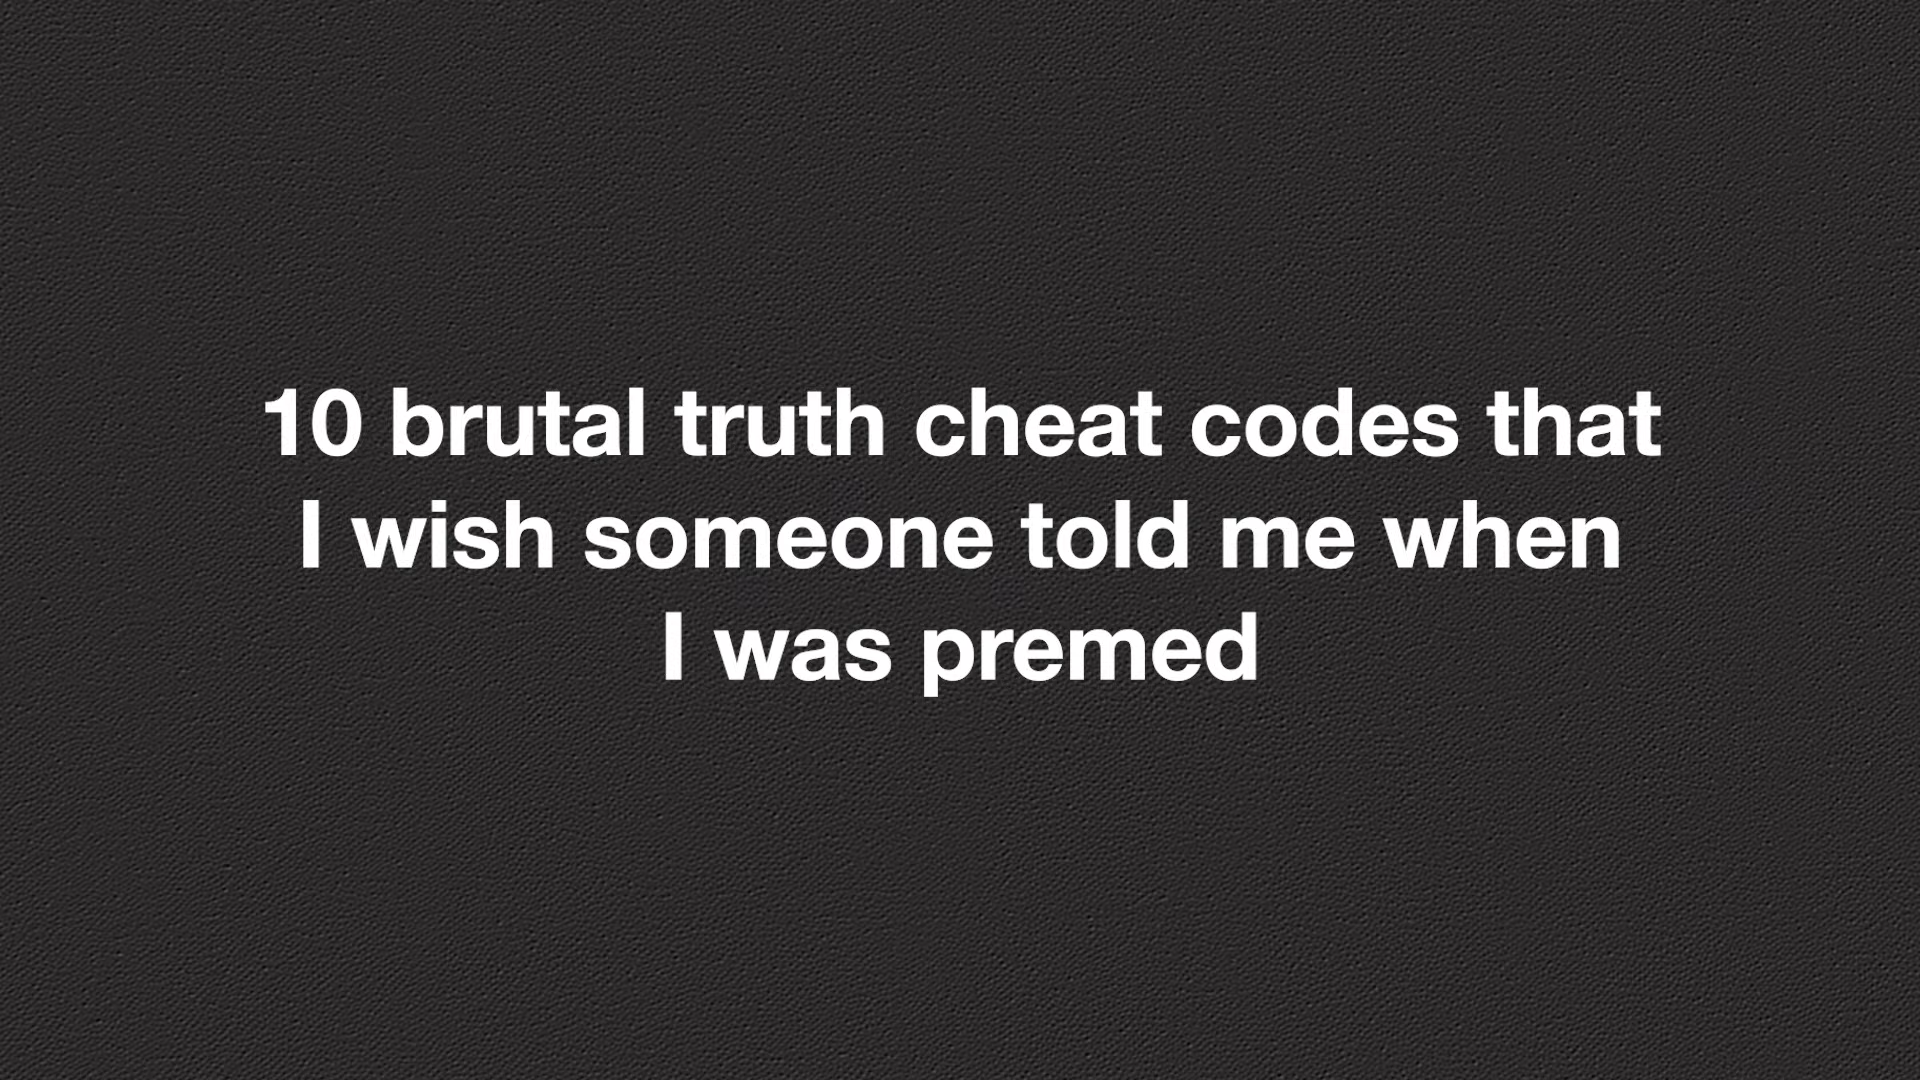 10 brutal truth cheat codes that
I wish someone told me when
I was premed